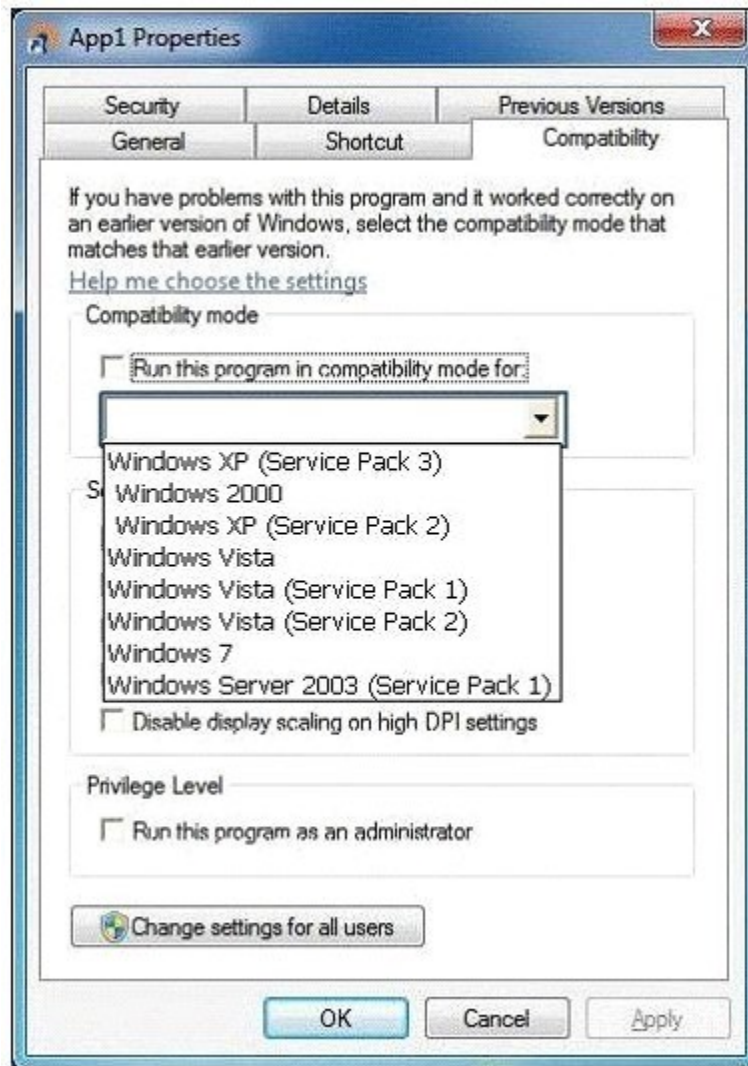 App1 Properties
Security Details Previous Versions
General Shortcut Compatibility
If you have problems with this program and it worked correctly on
an earlier version of Windows, select the compatibility mode that
matches that earlier version.
Help me choose the settings
Compatibility mode
Run this program in compatibility mode for:
Windows XP (Service Pack 3)
Windows 2000
Windows XP (Service Pack 2)
Windows Vista
Windows Vista (Service Pack 1)
Windows Vista (Service Pack 2)
Windows 7
Windows Server 2003 (Service Pack 1)
Disable display scaling on high DPI settings
Privilege Level
Run this program as an administrator
Change settings for all users
OK Cancel Apply